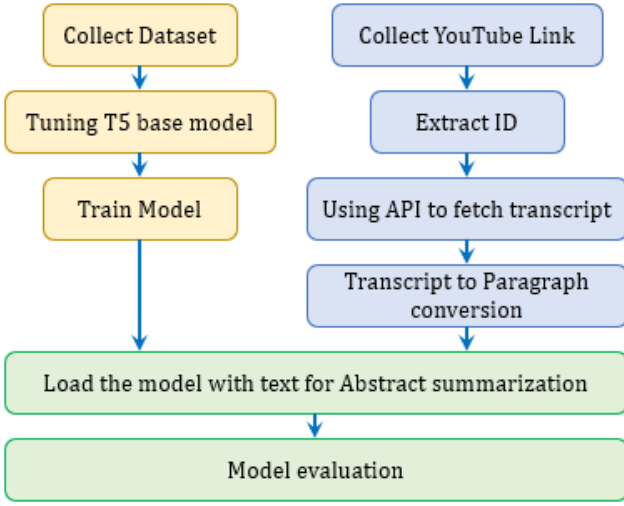 Collect Dataset
Tuning T5 base model
Train Model
Collect YouTube Link
Extract ID
Using API to fetch transcript
Transcript to Paragraph
conversion
Load the model with text for Abstract summarization
Model evaluation